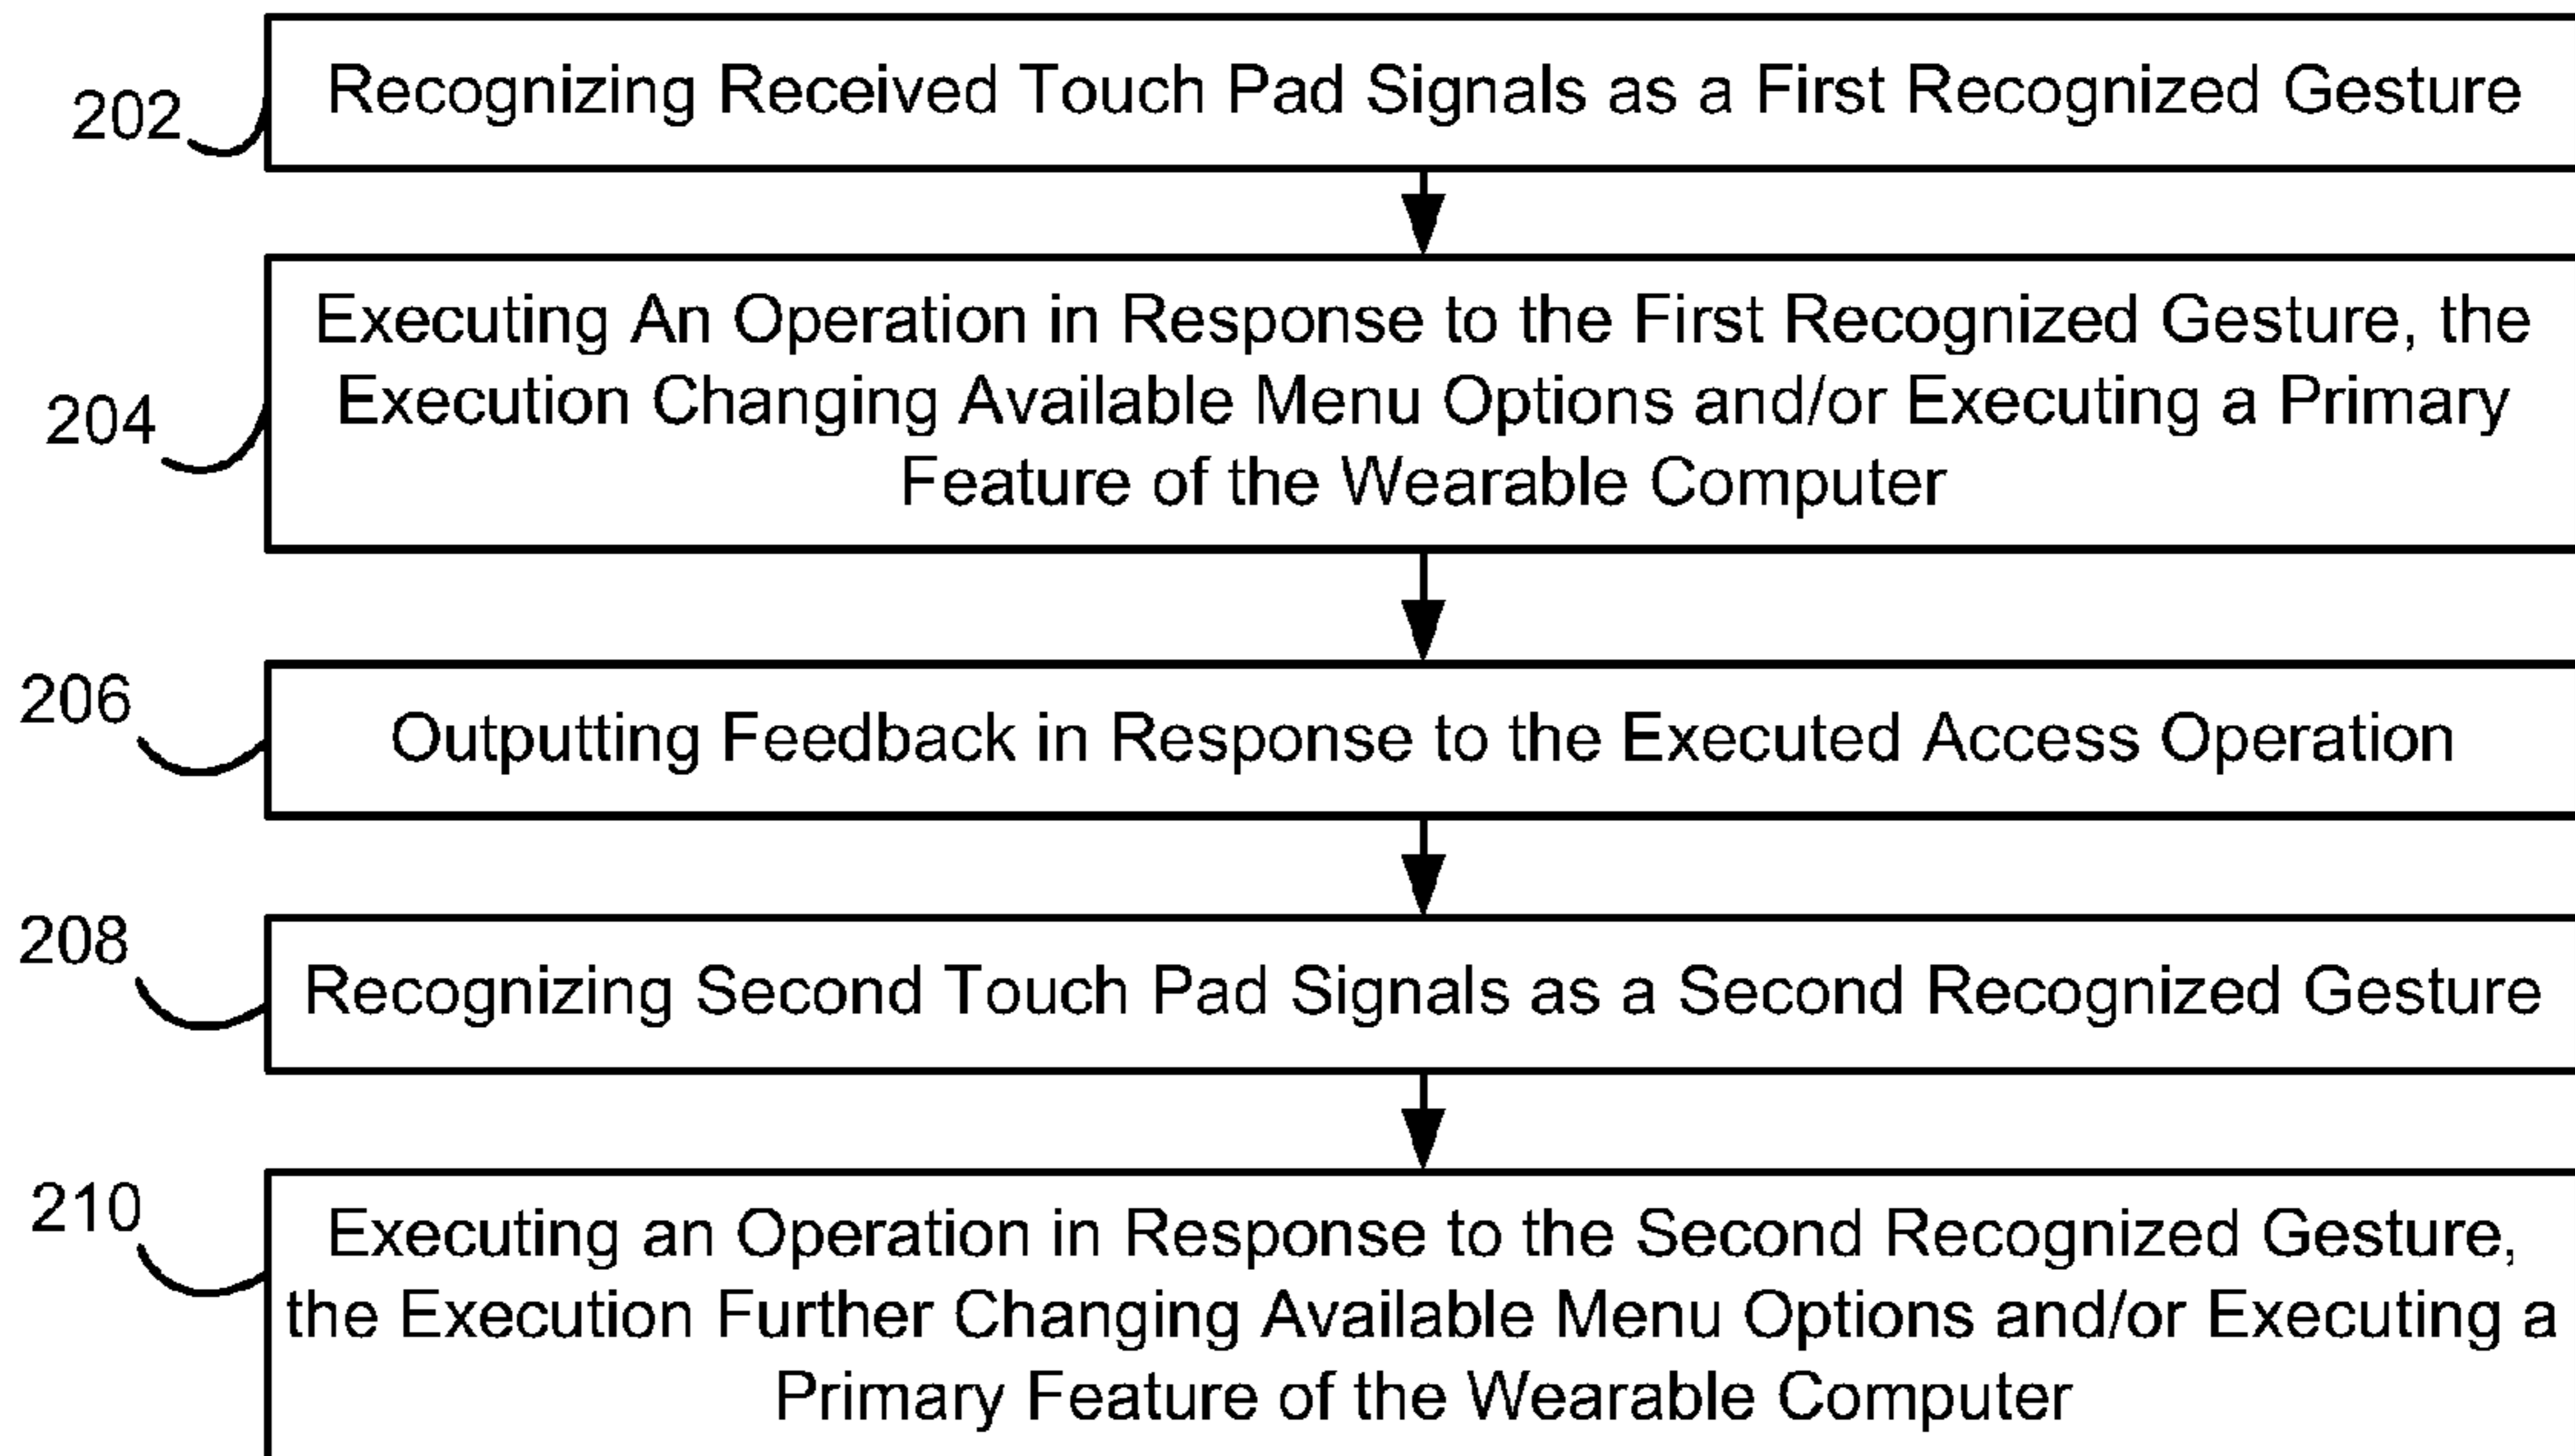 202
Recognizing Received Touch Pad Signals as a First Recognized Gesture
204
Executing An Operation in Response to the First Recognized Gesture, the
Execution Changing Available Menu Options and/or Executing a Primary
Feature of the Wearable Computer
206
Outputting Feedback in Response to the Executed Access Operation
208
Recognizing Second Touch Pad Signals as a Second Recognized Gesture
210
Executing an Operation in Response to the Second Recognized Gesture,
the Execution Further Changing Available Menu Options and/or Executing a
Primary Feature of the Wearable Computer